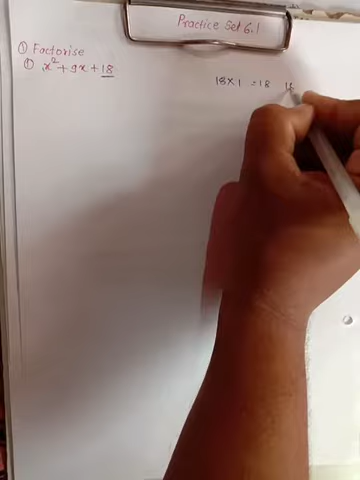 Practice Set 6.1
① Factorise
① x² + 9x + 18
18 × 1 = 18